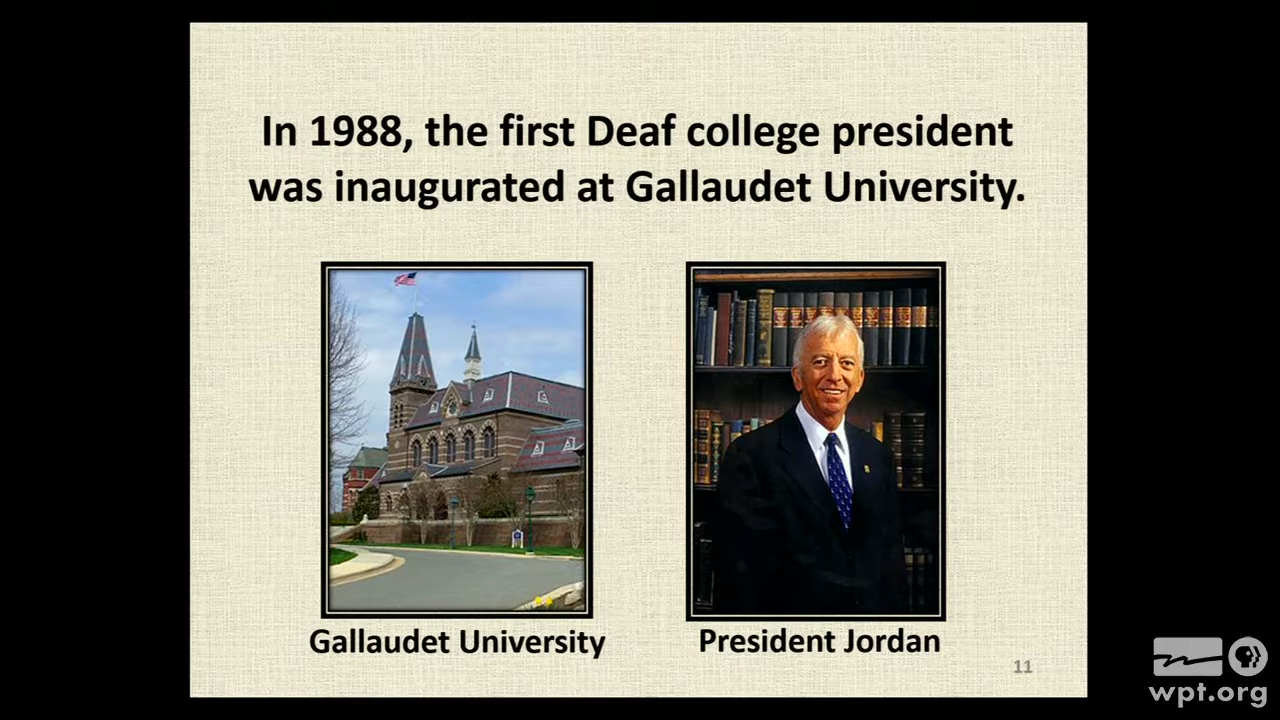 In 1988, the first Deaf college president
was inaugurated at Gallaudet University.
Gallaudet University
President Jordan
11
wpt.org